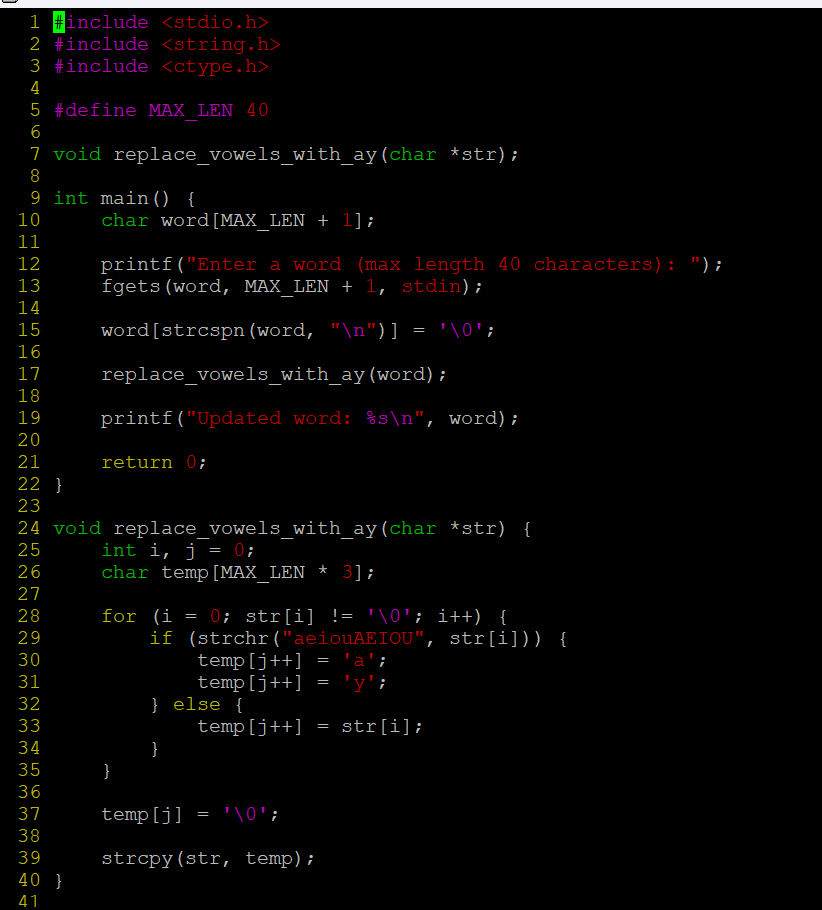 1 #include <stdio.h>
2 #include <string.h>
3 #include <ctype.h>
4
5 #define MAX_LEN 40
6
7 void replace_vowels_with_ay(char *str);
8
9 int main() {
10     char word[MAX_LEN + 1];
11
12     printf("Enter a word (max length 40 characters): ");
13     fgets(word, MAX_LEN + 1, stdin);
14
15     word[strcspn(word, "\n")] = '\0';
16
17     replace_vowels_with_ay(word);
18
19     printf("Updated word: %s\n", word);
20
21     return 0;
22 }
23
24 void replace_vowels_with_ay(char *str) {
25     int i, j = 0;
26     char temp[MAX_LEN * 3];
27
28     for (i = 0; str[i] != '\0'; i++) {
29         if (strchr("aeiouAEIOU", str[i])) {
30             temp[j++] = 'a';
31             temp[j++] = 'y';
32         } else {
33             temp[j++] = str[i];
34         }
35     }
36
37     temp[j] = '\0';
38
39     strcpy(str, temp);
40 }
41